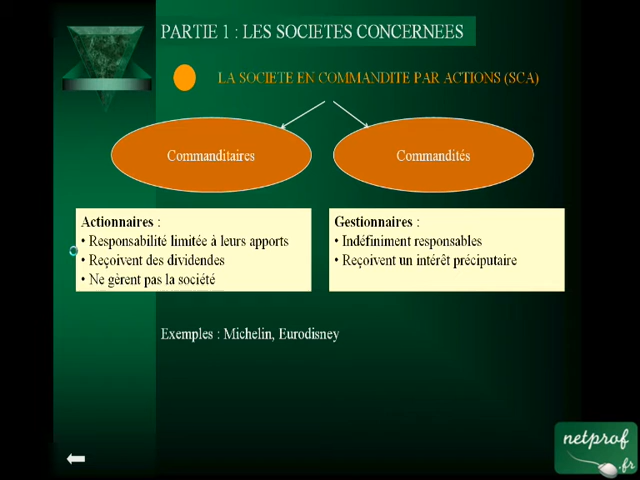 PARTIE 1 : LES SOCIETES CONCERNEES
LA SOCIETE EN COMMANDITE PAR ACTIONS (SCA)
Commanditaires
Commandités
Actionnaires :
• Responsabilité limitée à leurs apports
• Reçoivent des dividendes
• Ne gèrent pas la société
Gestionnaires :
• Indéfiniment responsables
• Reçoivent un intérêt préciputaire
Exemples : Michelin, Eurodisney
netprof
.fr